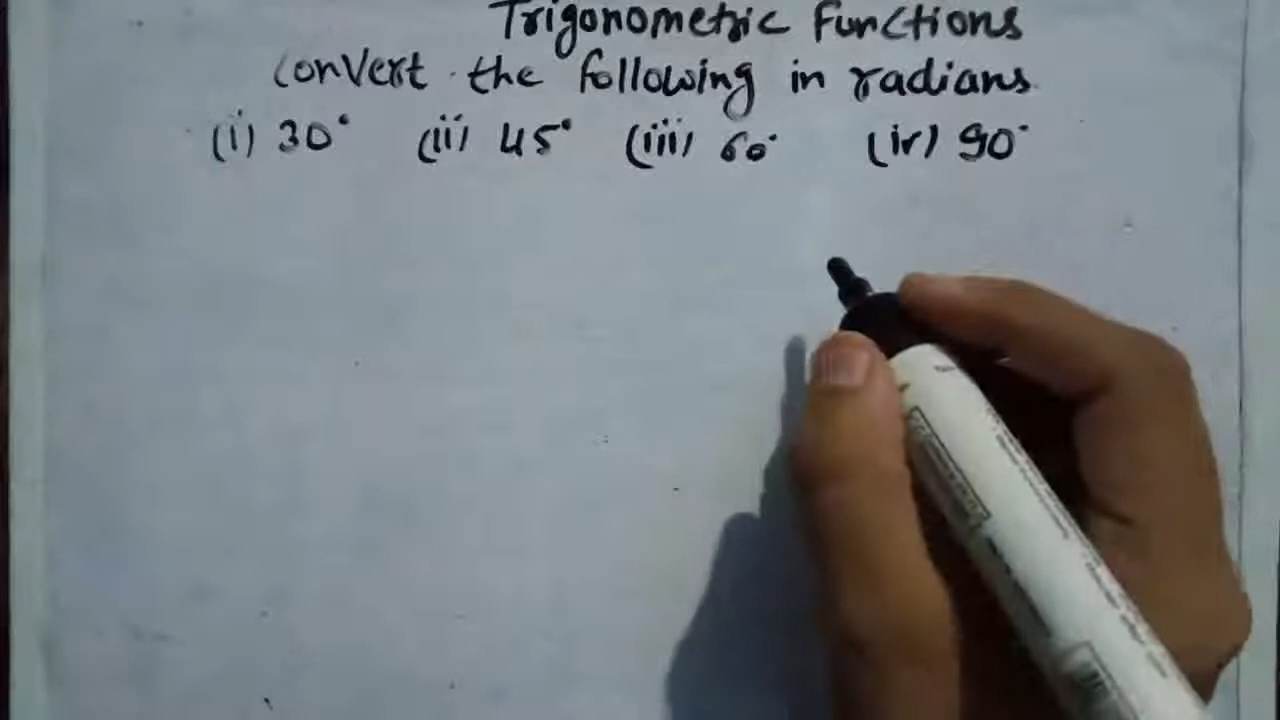 Trigonometric Functions
Convert the following in radians
(i) 30° (ii) 45° (iii) 60° (iv) 90°